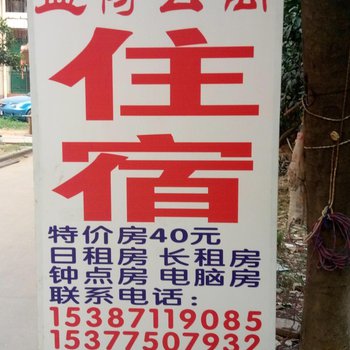 住
宿
特价房40元
日租房 长租房
钟点房 电脑房
联系电话：
15387119085
15377507932